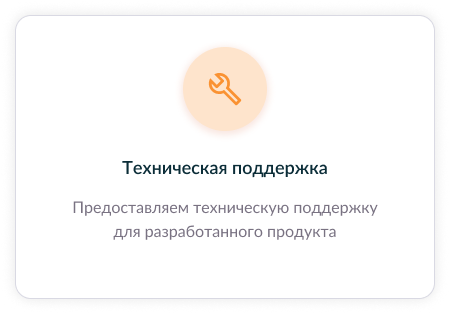 Техническая поддержка
Предоставляем техническую поддержку
для разработанного продукта